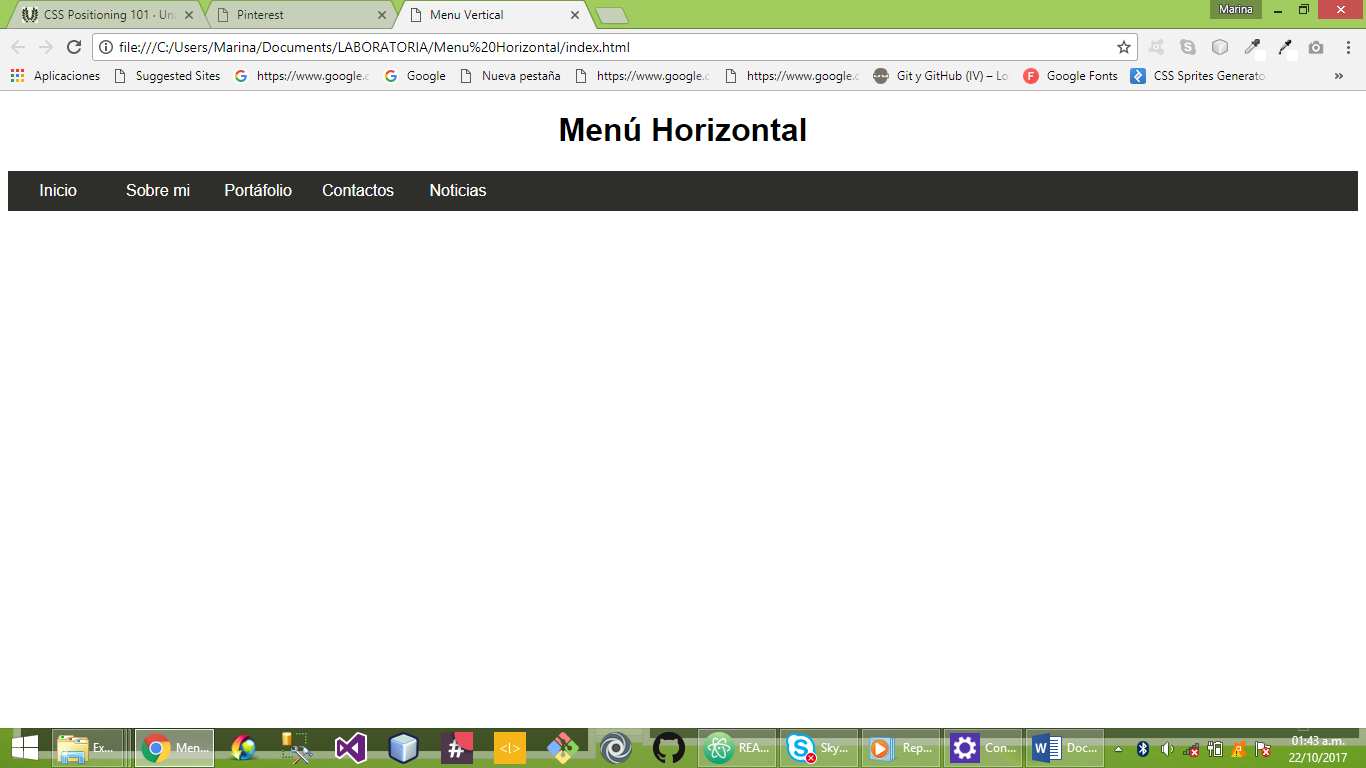 CSS Positioning 101 · Un
Pinterest
Menu Vertical
Marina
file:///C:/Users/Marina/Documents/LABORATORIA/Menu%20Horizontal/index.html
Aplicaciones
Suggested Sites
https://www.google.c
Google
Nueva pestaña
https://www.google.c
https://www.google.c
Git y GitHub (IV) – Lo
Google Fonts
CSS Sprites Generato
»
Menú Horizontal
Inicio Sobre mi Portáfolio Contactos Noticias
Ex...
Men...
REA...
Sky...
Rep...
Con...
Doc...
01:43 a.m.
22/10/2017